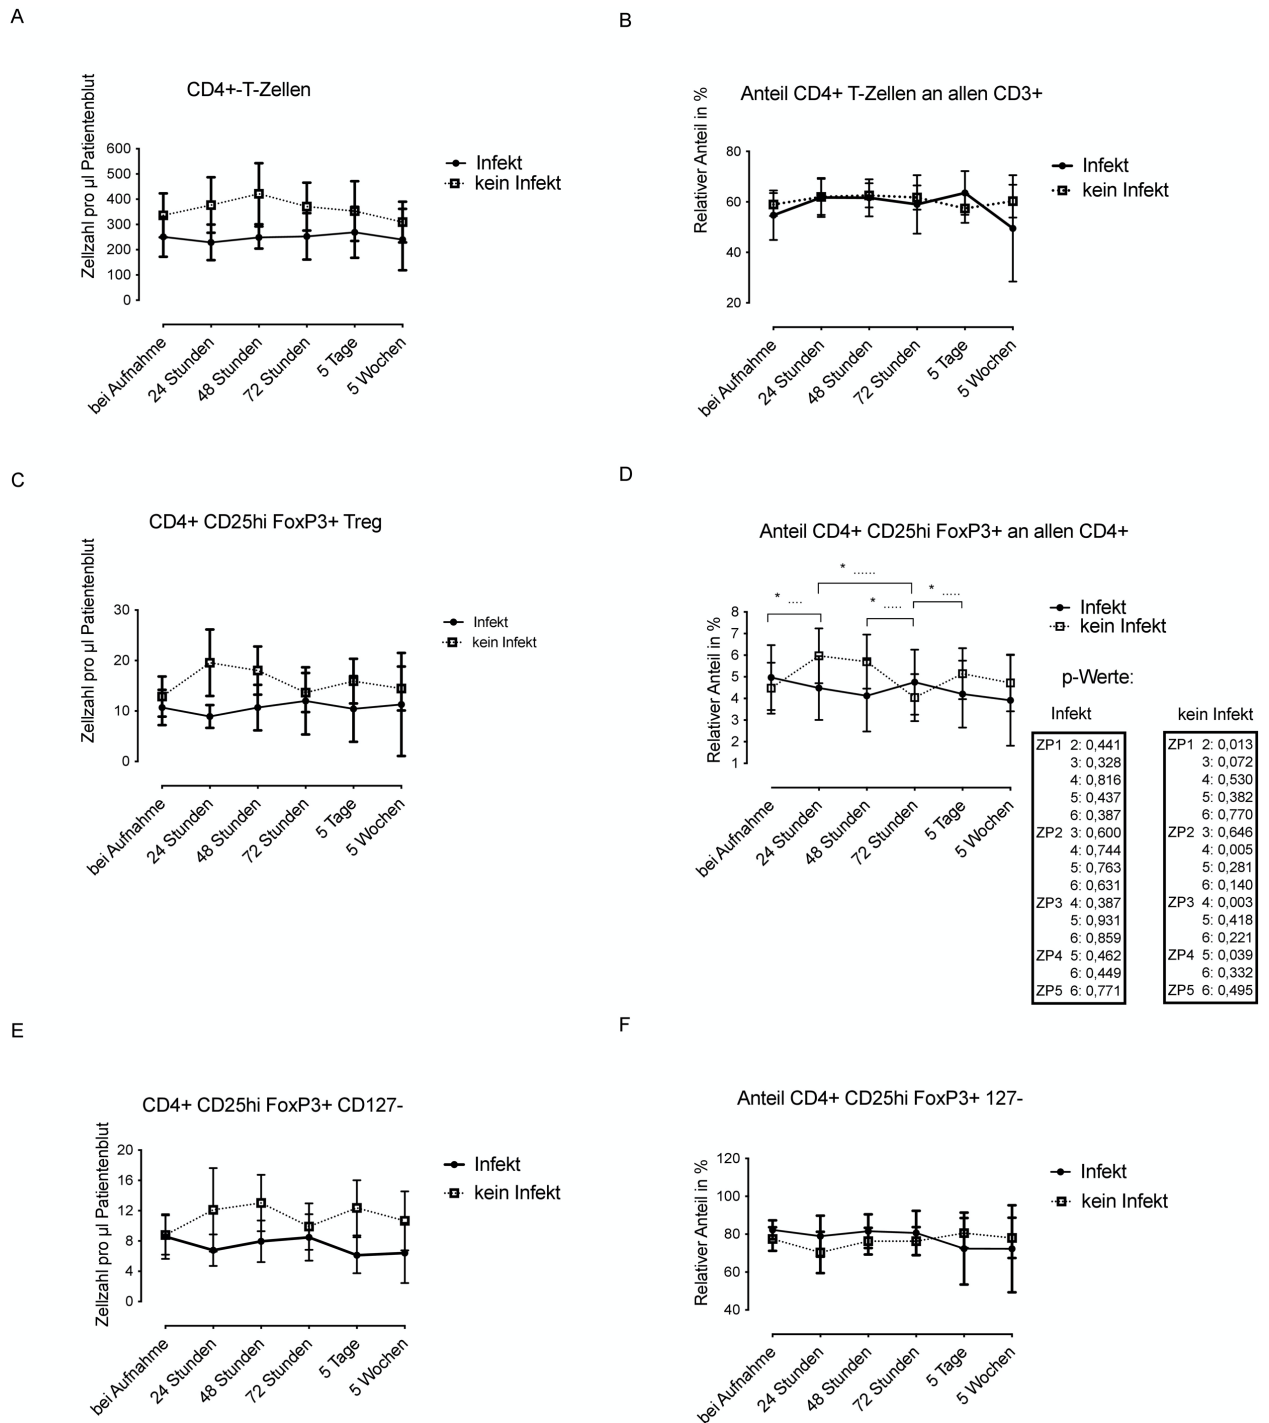 A
CD4+-T-Zellen
Zellzahl pro µl Patientenblut
600
500
400
300
200
100
0
bei Aufnahme
24 Stunden
48 Stunden
72 Stunden
5 Tage
5 Wochen
Infekt
kein Infekt
B
Anteil CD4+ T-Zellen an allen CD3+
Relativer Anteil in %
80
60
40
20
bei Aufnahme
24 Stunden
48 Stunden
72 Stunden
5 Tage
5 Wochen
Infekt
kein Infekt
C
CD4+ CD25hi FoxP3+ Treg
Zellzahl pro µl Patientenblut
30
20
10
0
bei Aufnahme
24 Stunden
48 Stunden
72 Stunden
5 Tage
5 Wochen
Infekt
kein Infekt
D
Anteil CD4+ CD25hi FoxP3+ an allen CD4+
* ......
* .....
* .....
* ....
Relativer Anteil in %
8
7
6
5
4
3
2
1
bei Aufnahme
24 Stunden
48 Stunden
72 Stunden
5 Tage
5 Wochen
Infekt
kein Infekt
p-Werte:
Infekt
ZP1 2: 0,441
3: 0,328
4: 0,816
5: 0,437
6: 0,387
ZP2 3: 0,600
4: 0,744
5: 0,763
6: 0,631
ZP3 4: 0,387
5: 0,931
6: 0,859
ZP4 5: 0,462
6: 0,449
ZP5 6: 0,771
kein Infekt
ZP1 2: 0,013
3: 0,072
4: 0,530
5: 0,382
6: 0,770
ZP2 3: 0,646
4: 0,005
5: 0,281
6: 0,140
ZP3 4: 0,003
5: 0,418
6: 0,221
ZP4 5: 0,039
6: 0,332
ZP5 6: 0,495
E
CD4+ CD25hi FoxP3+ CD127-
Zellzahl pro µl Patientenblut
20
16
12
8
4
0
bei Aufnahme
24 Stunden
48 Stunden
72 Stunden
5 Tage
5 Wochen
Infekt
kein Infekt
F
Anteil CD4+ CD25hi FoxP3+ 127-
Relativer Anteil in %
120
100
80
60
40
bei Aufnahme
24 Stunden
48 Stunden
72 Stunden
5 Tage
5 Wochen
Infekt
kein Infekt